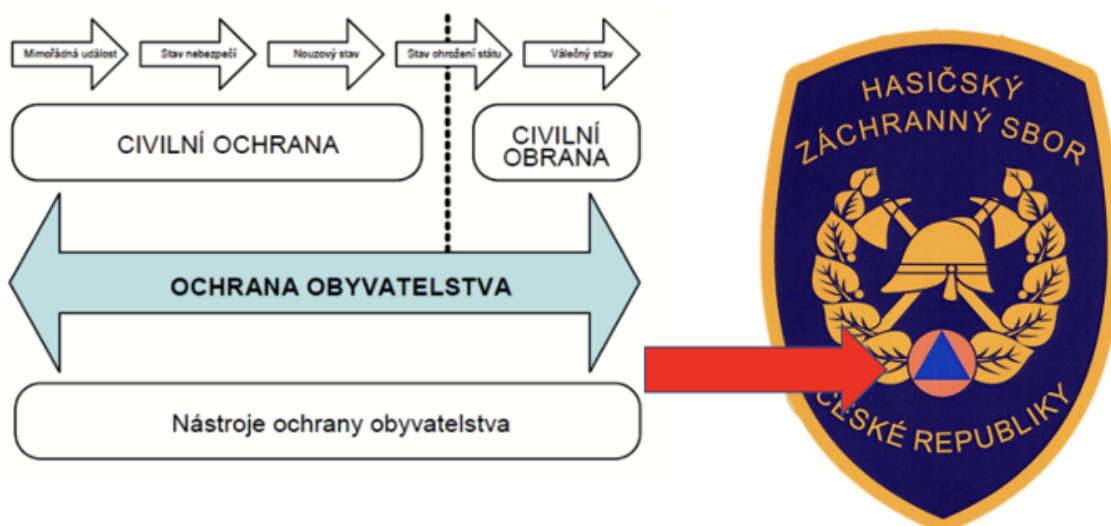 Mimořádná událost
Stav nebezpečí
Nouzový stav
Stav ohrožení státu
Válečný stav
CIVILNÍ OCHRANA
CIVILNÍ
OBRANA
OCHRANA OBYVATELSTVA
Nástroje ochrany obyvatelstva
HASIČSKÝ
ZÁCHRANNÝ SBOR
ČESKÉ REPUBLIKY